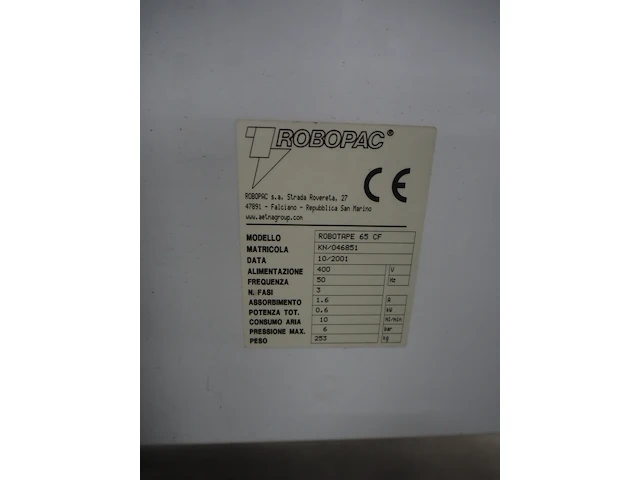 ROBOPAC®
CE
ROBOPAC s.a. Strada Rovereta, 27
47891 - Falciano - Repubblica San Marino
www.aetnagroup.com
MODELLO ROBOTAPE 65 CF
MATRICOLA KN/046851
DATA 10/2001
ALIMENTAZIONE 400 V
FREQUENZA 50 Hz
N. FASI 3
ASSORBIMENTO 1.6 A
POTENZA TOT. 0.6 kW
CONSUMO ARIA 10 Nl/min
PRESSIONE MAX. 6 bar
PESO 253 kg